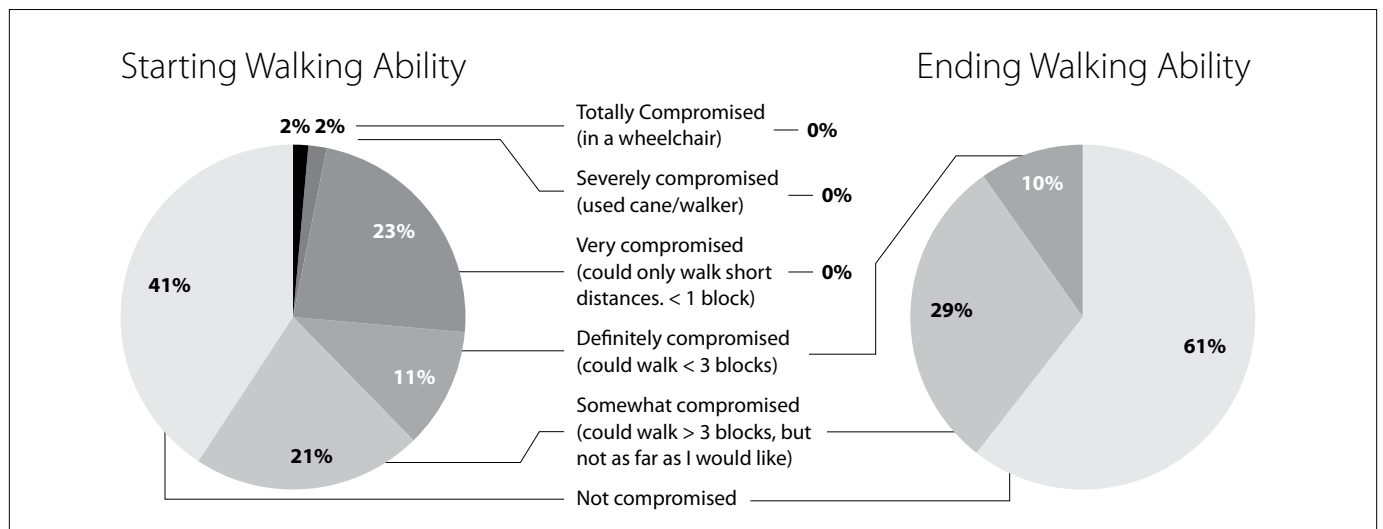 Starting Walking Ability
Ending Walking Ability
2% 2%
23%
11%
21%
41%
Totally Compromised
(in a wheelchair)
0%
Severely compromised
(used cane/walker)
0%
Very compromised
(could only walk short
distances. < 1 block)
0%
Definitely compromised
(could walk < 3 blocks)
Somewhat compromised
(could walk > 3 blocks, but
not as far as I would like)
Not compromised
10%
29%
61%